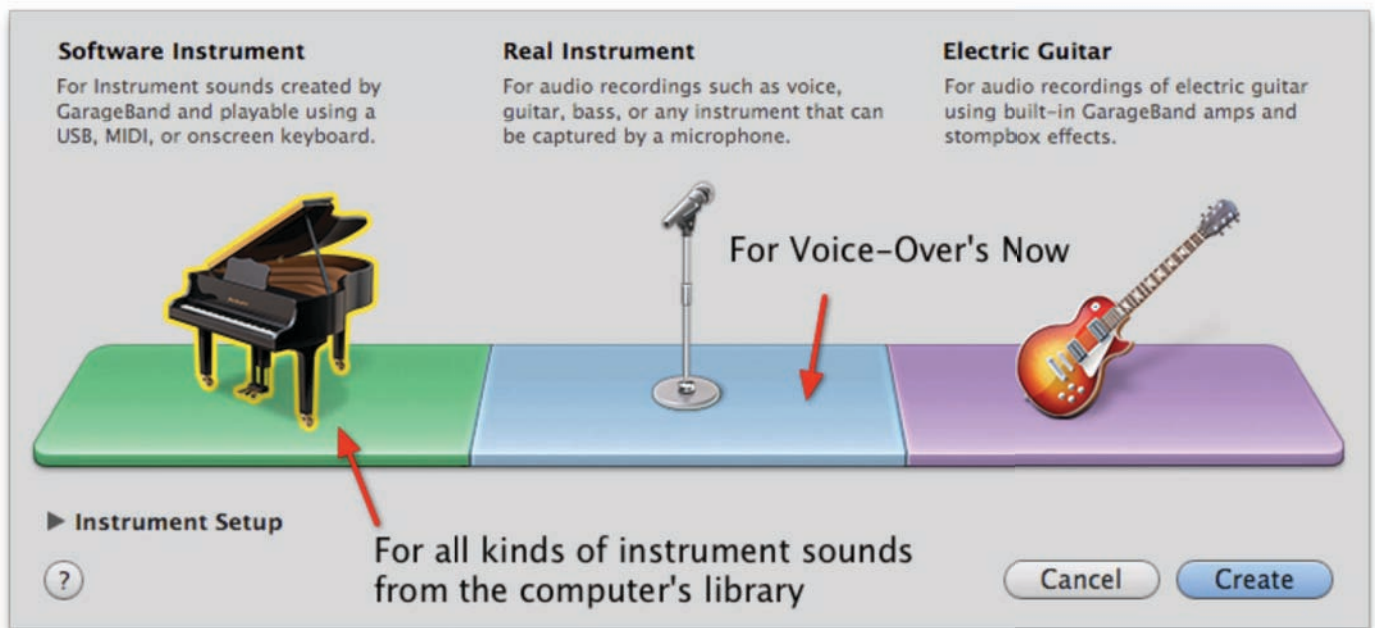 Software Instrument
For Instrument sounds created by
GarageBand and playable using a
USB, MIDI, or onscreen keyboard.
Real Instrument
For audio recordings such as voice,
guitar, bass, or any instrument that can
be captured by a microphone.
Electric Guitar
For audio recordings of electric guitar
using built-in GarageBand amps and
stompbox effects.
For Voice-Over's Now
Instrument Setup
For all kinds of instrument sounds
from the computer's library
?
Cancel
Create